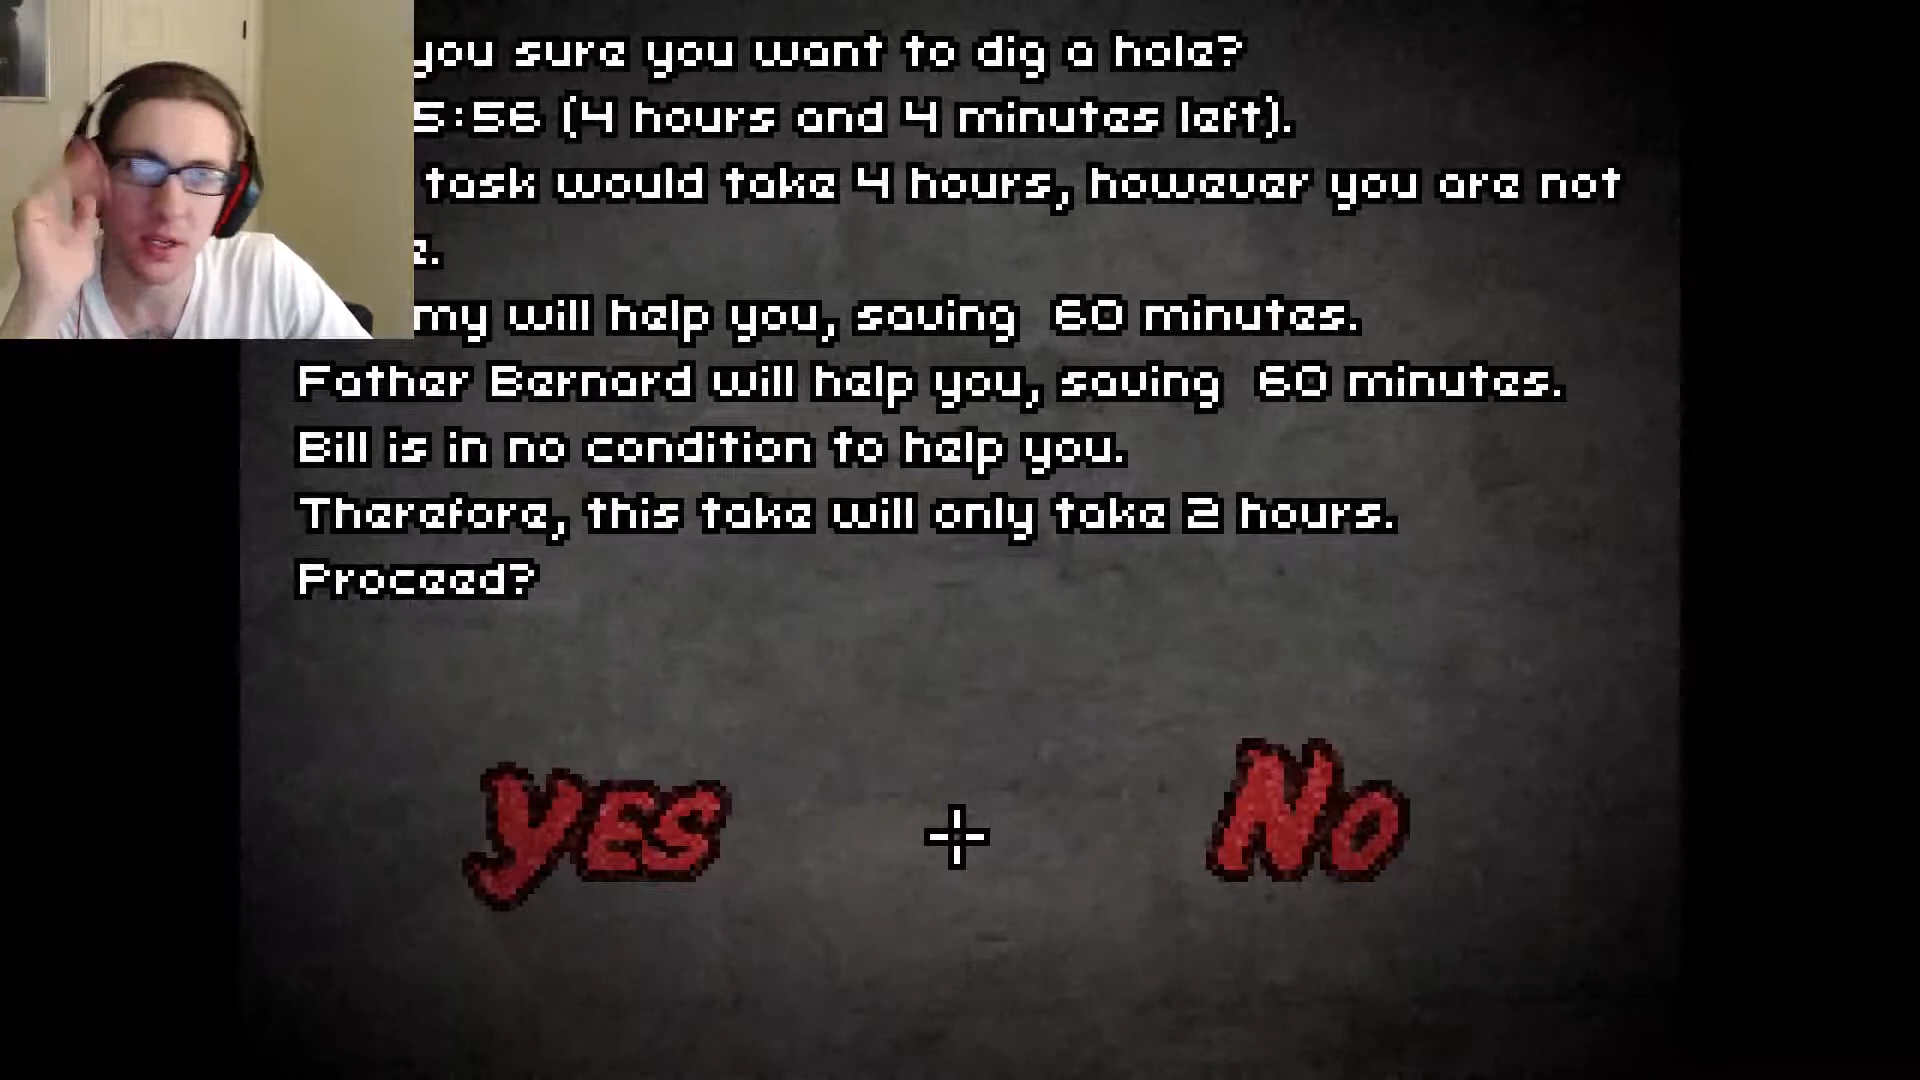 you sure you want to dig a hole?
5:56 (4 hours and 4 minutes left).
task would take 4 hours, however you are not
will help you, saving 60 minutes.
Father Bernard will help you, saving 60 minutes.
Bill is in no condition to help you.
Therefore, this take will only take 2 hours.
Proceed?
YES
No